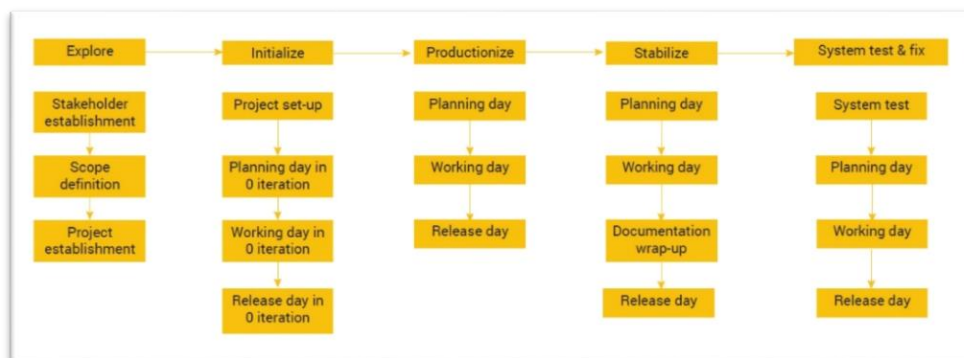 Explore
Initialize
Productionize
Stabilize
System test & fix
Stakeholder
establishment
Scope
definition
Project
establishment
Project set-up
Planning day in
0 iteration
Working day in
0 iteration
Release day in
0 iteration
Planning day
Working day
Release day
Planning day
Working day
Documentation
wrap-up
Release day
System test
Planning day
Working day
Release day